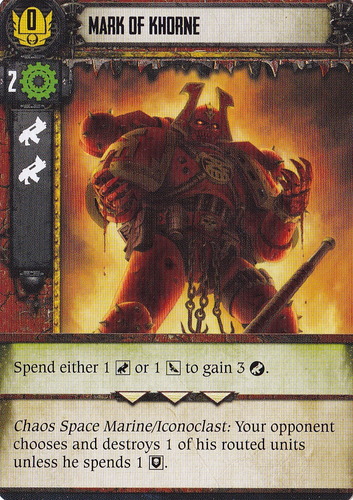 0
MARK OF KHORNE
2
Spend either 1 or 1 to gain 3 .
Chaos Space Marine/Iconoclast: Your opponent
chooses and destroys 1 of his routed units
unless he spends 1 .